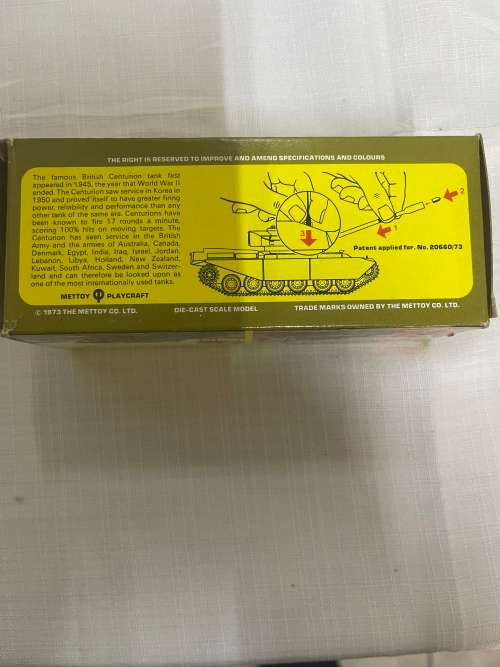 THE RIGHT IS RESERVED TO IMPROVE AND AMEND SPECIFICATIONS AND COLOURS
The famous British Centurion tank first
appeared in 1945, the year that World War II
ended. The Centurion saw service in Korea in
1950 and proved itself to have greater firing
power, reliability and performance than any
other tank of the same era. Centurions have
been known to fire 17 rounds a minute,
scoring 100% hits on moving targets. The
Centurion has seen service in the British
Army and the armies of Australia, Canada,
Denmark, Egypt, India, Iraq, Israel, Jordan,
Lebanon, Libya, Holland, New Zealand,
Kuwait, South Africa, Sweden and Switzer-
land and can therefore be looked upon as
one of the most internationally used tanks.
METTOY PLAYCRAFT
2
1
3
Patent applied for. No. 20660/73
© 1973 THE METTOY CO. LTD. DIE-CAST SCALE MODEL TRADE MARKS OWNED BY THE METTOY CO. LTD.